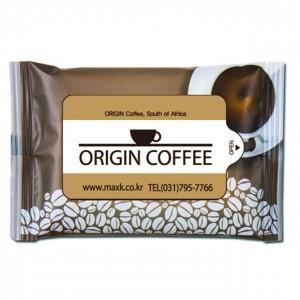 ORIGIN Coffee, South of Africa
ORIGIN COFFEE
OPEN
www.maxk.co.kr TEL(031)795-7766